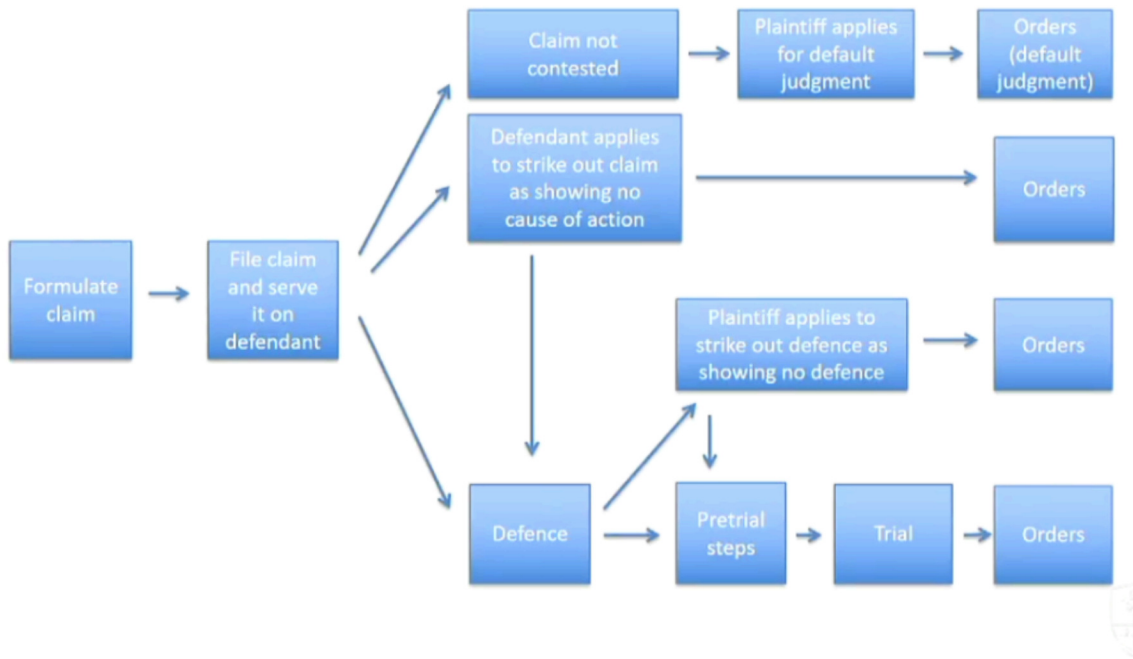 Claim not
contested
Plaintiff applies
for default
judgment
Orders
(default
judgment)
Defendant applies
to strike out claim
as showing no
cause of action
Orders
Formulate
claim
File claim
and serve
it on
defendant
Plaintiff applies to
strike out defence as
showing no defence
Orders
Defence
Pretrial
steps
Trial
Orders